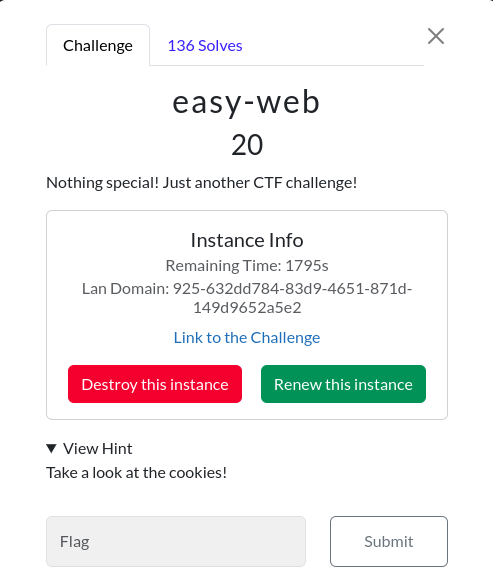 Challenge
136 Solves
easy-web
20
Nothing special! Just another CTF challenge!
Instance Info
Remaining Time: 1795s
Lan Domain: 925-632dd784-83d9-4651-871d-
149d9652a5e2
Link to the Challenge
Destroy this instance
Renew this instance
View Hint
Take a look at the cookies!
Flag
Submit